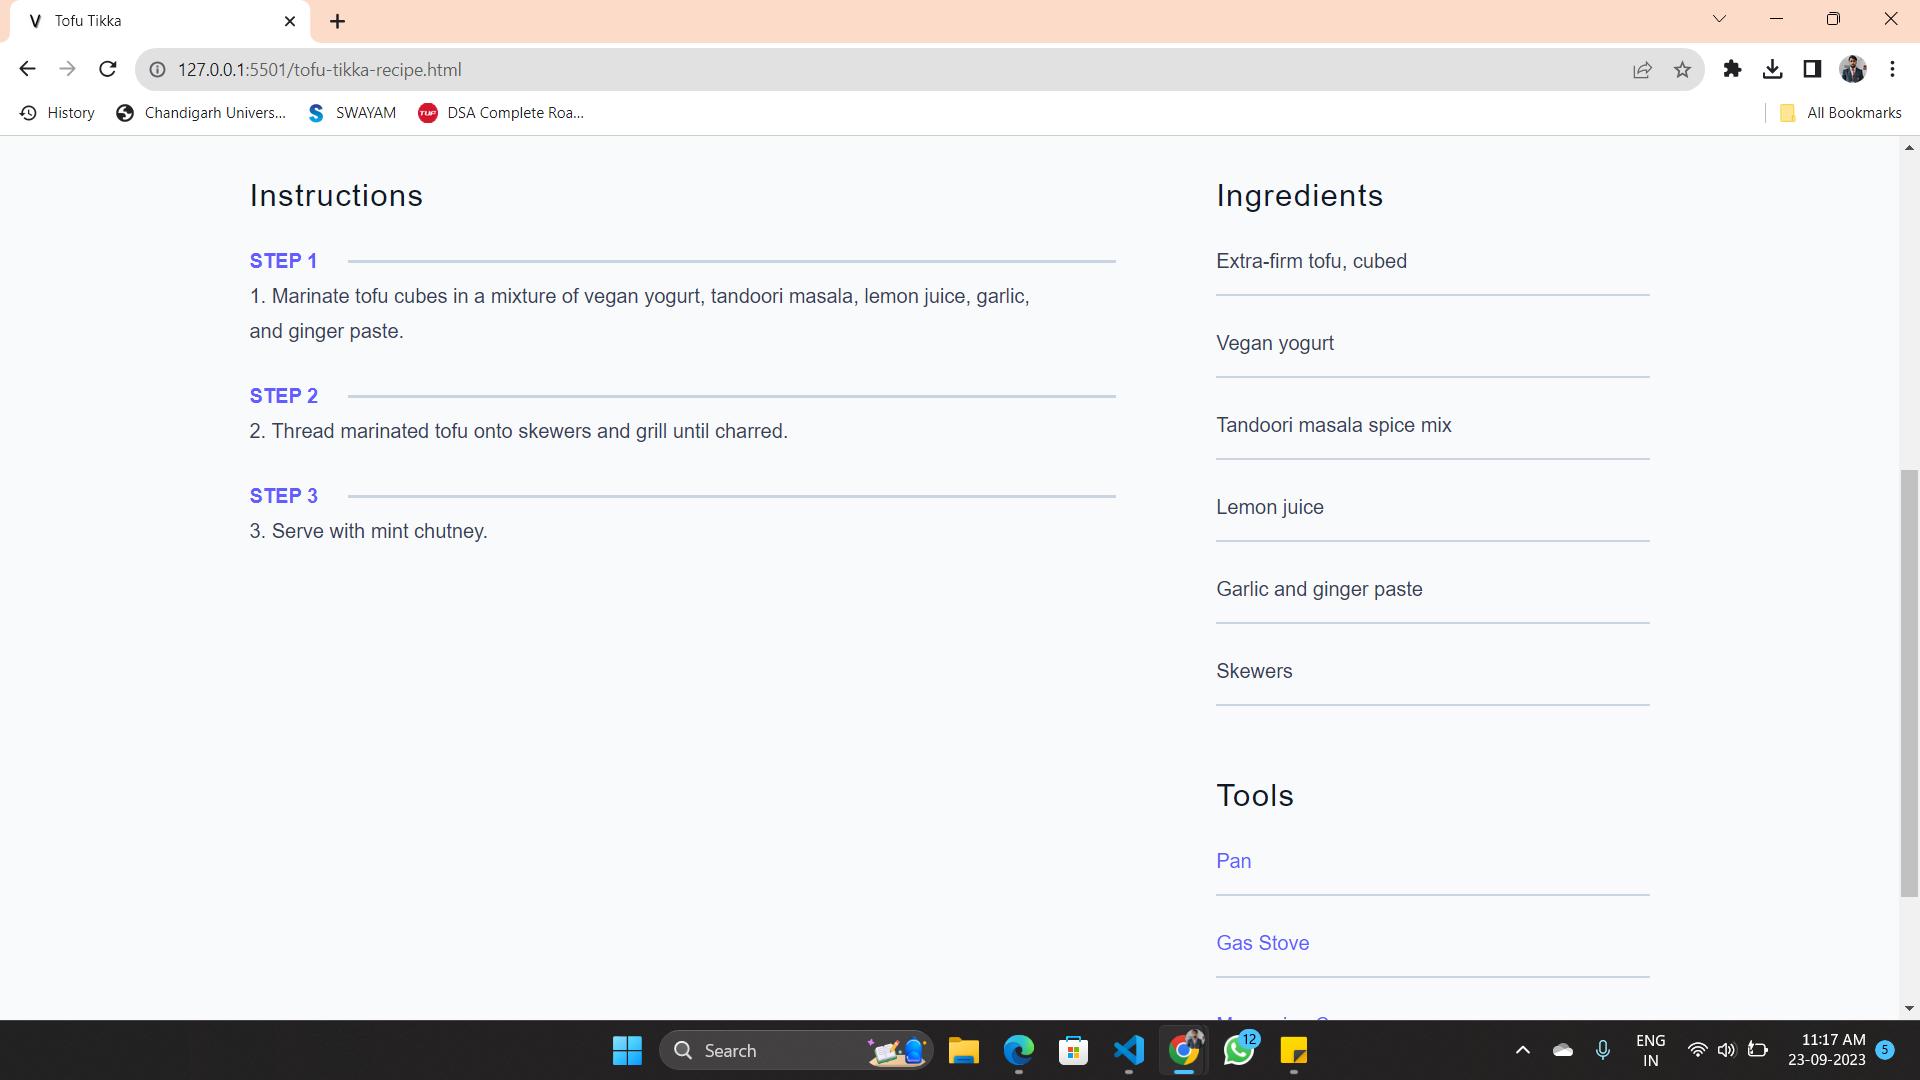 Tofu Tikka
127.0.0.1:5501/tofu-tikka-recipe.html
History
Chandigarh Univers...
SWAYAM
TUF
DSA Complete Roa...
All Bookmarks
Instructions
STEP 1
1. Marinate tofu cubes in a mixture of vegan yogurt, tandoori masala, lemon juice, garlic,
and ginger paste.
STEP 2
2. Thread marinated tofu onto skewers and grill until charred.
STEP 3
3. Serve with mint chutney.
Ingredients
Extra-firm tofu, cubed
Vegan yogurt
Tandoori masala spice mix
Lemon juice
Garlic and ginger paste
Skewers
Tools
Pan
Gas Stove
Search
12
ENG
IN
11:17 AM
23-09-2023
5